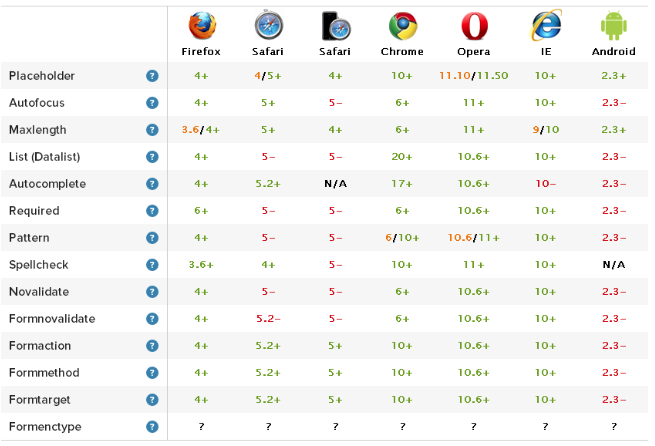 Firefox Safari Safari Chrome Opera IE Android
Placeholder ? 4+ 4/5+ 4+ 10+ 11.10/11.50 10+ 2.3+
Autofocus ? 4+ 5+ 5– 6+ 11+ 10+ 2.3–
Maxlength ? 3.6/4+ 5+ 4+ 6+ 11+ 9/10 2.3+
List (Datalist) ? 4+ 5– 5– 20+ 10.6+ 10+ 2.3–
Autocomplete ? 4+ 5.2+ N/A 17+ 10.6+ 10– 2.3–
Required ? 6+ 5– 5– 6+ 10.6+ 10+ 2.3–
Pattern ? 4+ 5– 5– 6/10+ 10.6/11+ 10+ 2.3–
Spellcheck ? 3.6+ 4+ 5– 10+ 11+ 10+ N/A
Novalidate ? 4+ 5– 5– 6+ 10.6+ 10+ 2.3–
Formnovalidate ? 4+ 5.2– 5– 6+ 10.6+ 10+ 2.3–
Formaction ? 4+ 5.2+ 5+ 10+ 10.6+ 10+ 2.3–
Formmethod ? 4+ 5.2+ 5+ 10+ 10.6+ 10+ 2.3–
Formtarget ? 4+ 5.2+ 5+ 10+ 10.6+ 10+ 2.3–
Formenctype ? ? ? ? ? ? ? ?